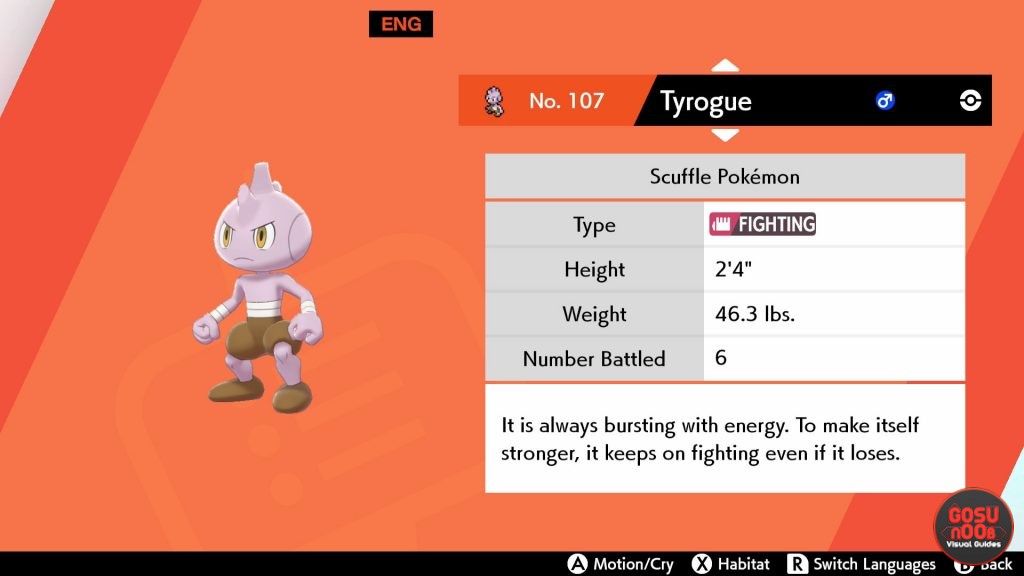 ENG
No. 107 Tyrogue
Scuffle Pokémon
Type FIGHTING
Height 2'4"
Weight 46.3 lbs.
Number Battled 6
It is always bursting with energy. To make itself
stronger, it keeps on fighting even if it loses.
GOSU
nOOB
Visual Guides
A Motion/Cry X Habitat R Switch Languages B Back